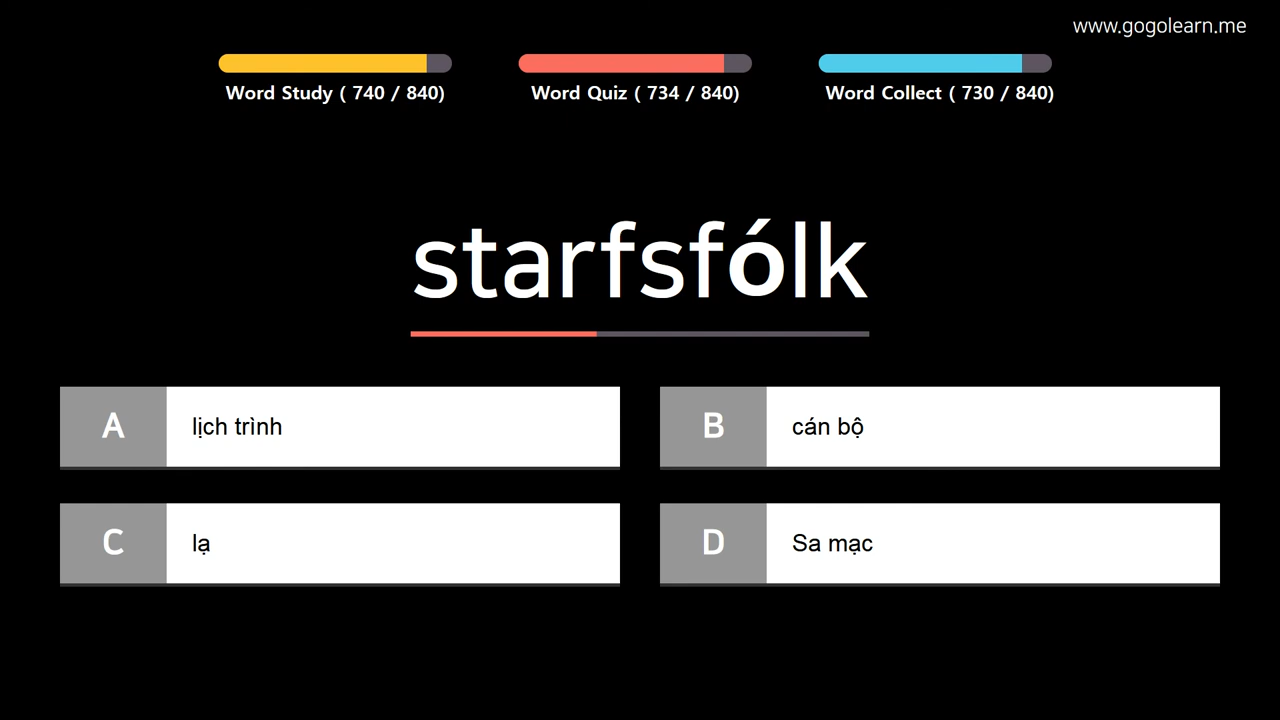 www.gogolearn.me
Word Study ( 740 / 840)
Word Quiz ( 734 / 840)
Word Collect ( 730 / 840)
starfsfólk
A
lịch trình
B
cán bộ
C
lạ
D
Sa mạc